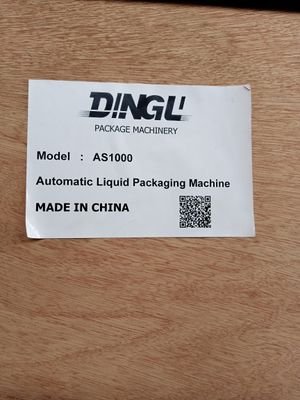 DINGLI
PACKAGE MACHINERY
Model : AS1000
Automatic Liquid Packaging Machine
MADE IN CHINA